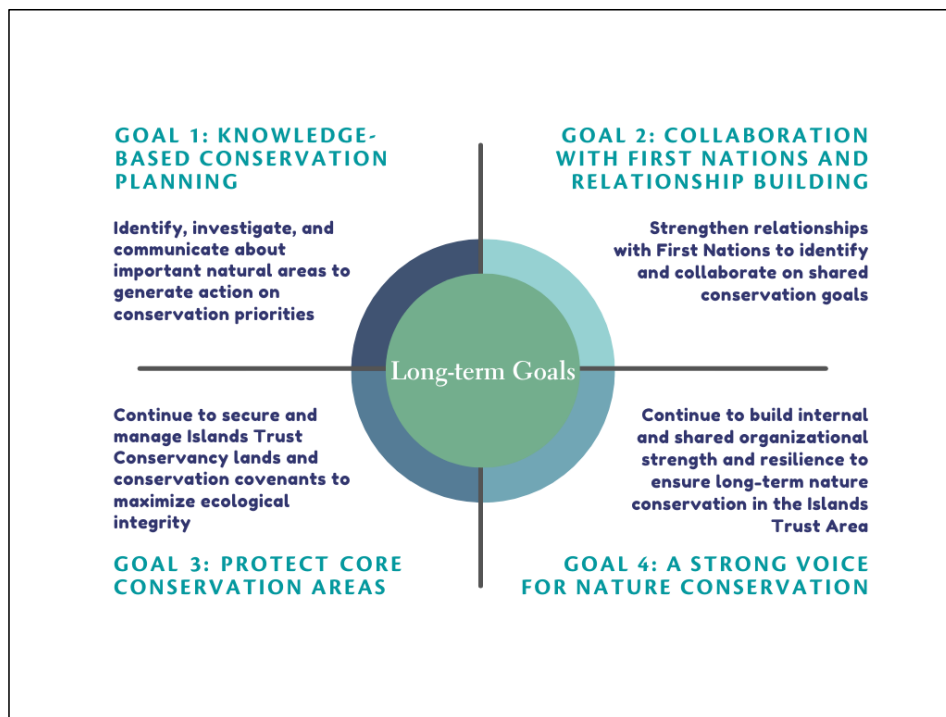 GOAL 1: KNOWLEDGE-
BASED CONSERVATION
PLANNING
Identify, investigate, and
communicate about
important natural areas to
generate action on
conservation priorities
GOAL 2: COLLABORATION
WITH FIRST NATIONS AND
RELATIONSHIP BUILDING
Strengthen relationships
with First Nations to identify
and collaborate on shared
conservation goals
Long-term Goals
Continue to secure and
manage Islands Trust
Conservancy lands and
conservation covenants to
maximize ecological
integrity
GOAL 3: PROTECT CORE
CONSERVATION AREAS
Continue to build internal
and shared organizational
strength and resilience to
ensure long-term nature
conservation in the Islands
Trust Area
GOAL 4: A STRONG VOICE
FOR NATURE CONSERVATION